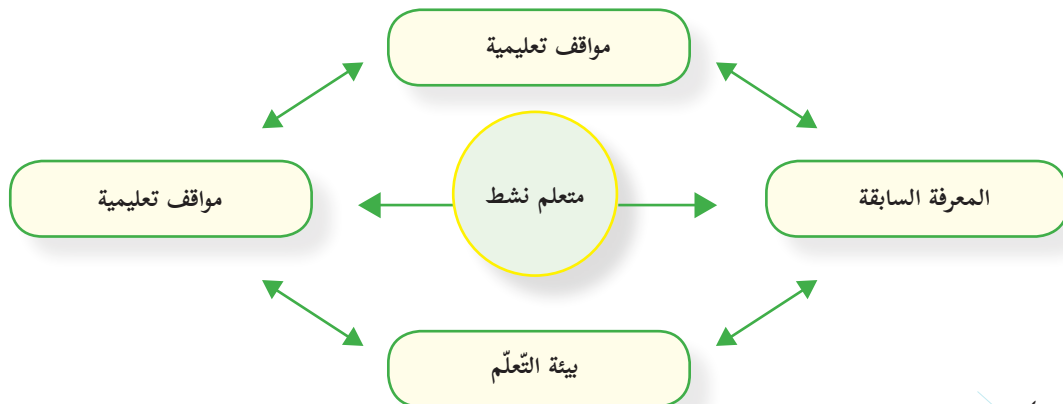 مواقف تعليمية
متعلم نشط
المعرفة السابقة
مواقف تعليمية
بيئة التّعلّم